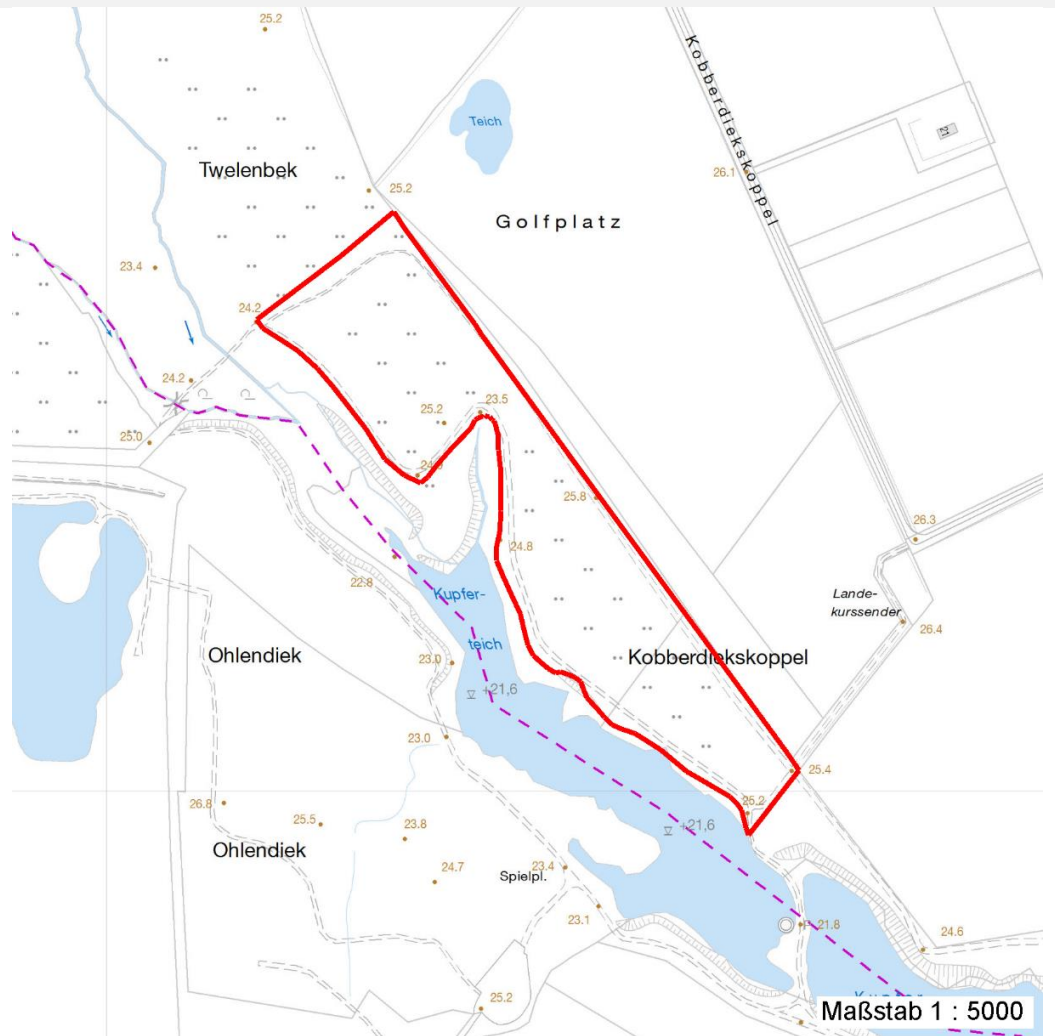 25.2
Kobberdiekskoppel
Teich
Twelenbek
25.2
26.1
Golfplatz
23.4
24.2
24.2
23.5
25.2
25.0
25.8
26.3
24.8
22.8
Kupfer-
teich
Lande-
kurssender
26.4
Ohlendiek
23.0
Kobberdiekskoppel
+21,6
23.0
25.4
26.8
25.2
25.5
23.8
+21,6
Ohlendiek
24.7
Spielpl.
23.4
23.1
21.8
24.6
25.2
Maßstab 1 : 5000